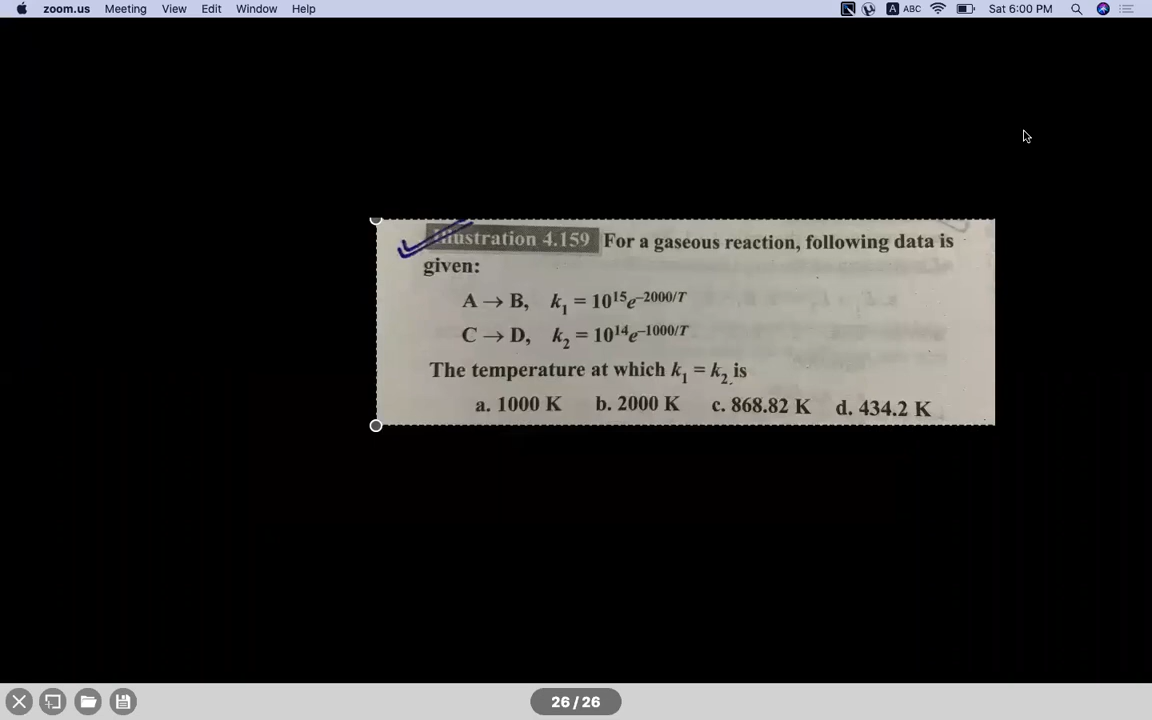 zoom.us Meeting View Edit Window Help A ABC Sat 6:00 PM
Illustration 4.159 For a gaseous reaction, following data is
given:
A → B, k₁ = 10¹⁵e⁻²⁰⁰⁰/ᵀ
C → D, k₂ = 10¹⁴e⁻¹⁰⁰⁰/ᵀ
The temperature at which k₁ = k₂ is
a. 1000 K b. 2000 K c. 868.82 K d. 434.2 K
26 / 26